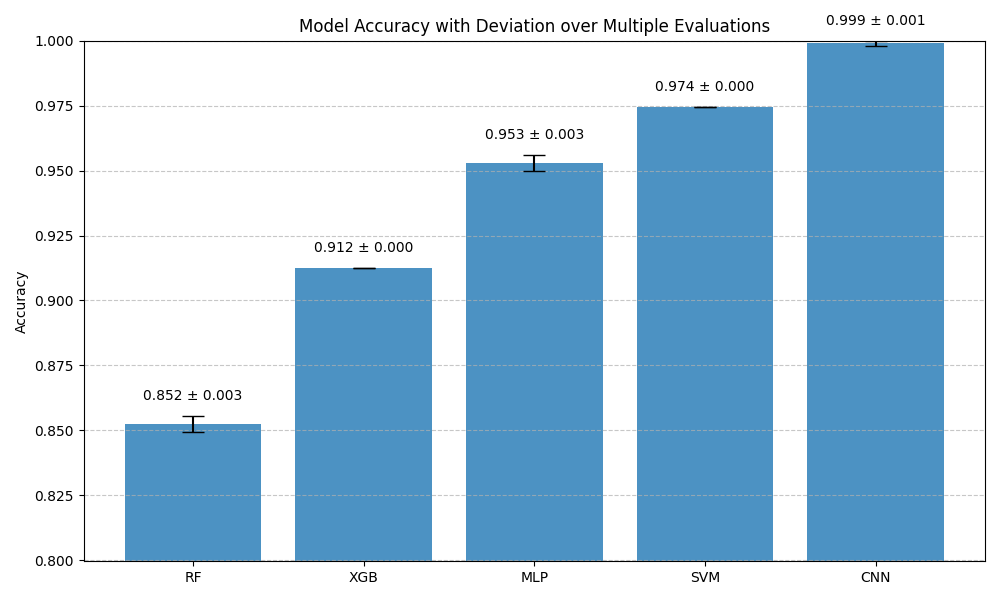 0.999 ± 0.001
Model Accuracy with Deviation over Multiple Evaluations
1.000
0.974 ± 0.000
0.975
0.953 ± 0.003
0.950
0.925
0.912 ± 0.000
0.900
Accuracy
0.875
0.852 ± 0.003
0.850
0.825
0.800
RF XGB MLP SVM CNN